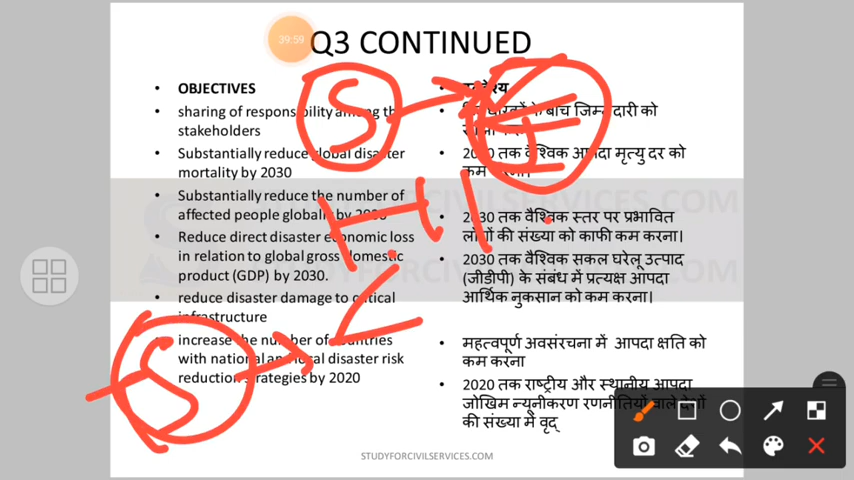 39:59
Q3 CONTINUED
OBJECTIVES
sharing of responsibility among the
stakeholders
Substantially reduce global disaster
mortality by 2030
Substantially reduce the number of
affected people globally by 2030
Reduce direct disaster economic loss
in relation to global gross domestic
product (GDP) by 2030.
reduce disaster damage to critical
infrastructure
increase the number of countries
with national and local disaster risk
reduction strategies by 2020
के बीच जिम्मेदारी को
2030 तक वैश्विक आपदा मृत्यु दर को
कम करना।
2030 तक वैश्विक स्तर पर प्रभावित
लोगों की संख्या को काफी कम करना।
2030 तक वैश्विक सकल घरेलू उत्पाद
(जीडीपी) के संबंध में प्रत्यक्ष आपदा
आर्थिक नुकसान को कम करना।
महत्वपूर्ण अवसंरचना में आपदा क्षति को
कम करना
2020 तक राष्ट्रीय और स्थानीय आपदा
जोखिम न्यूनीकरण रणनीतियों वाले देशों
की संख्या में वृद्
S
E
H
S
STUDYFORCIVILSERVICES.COM